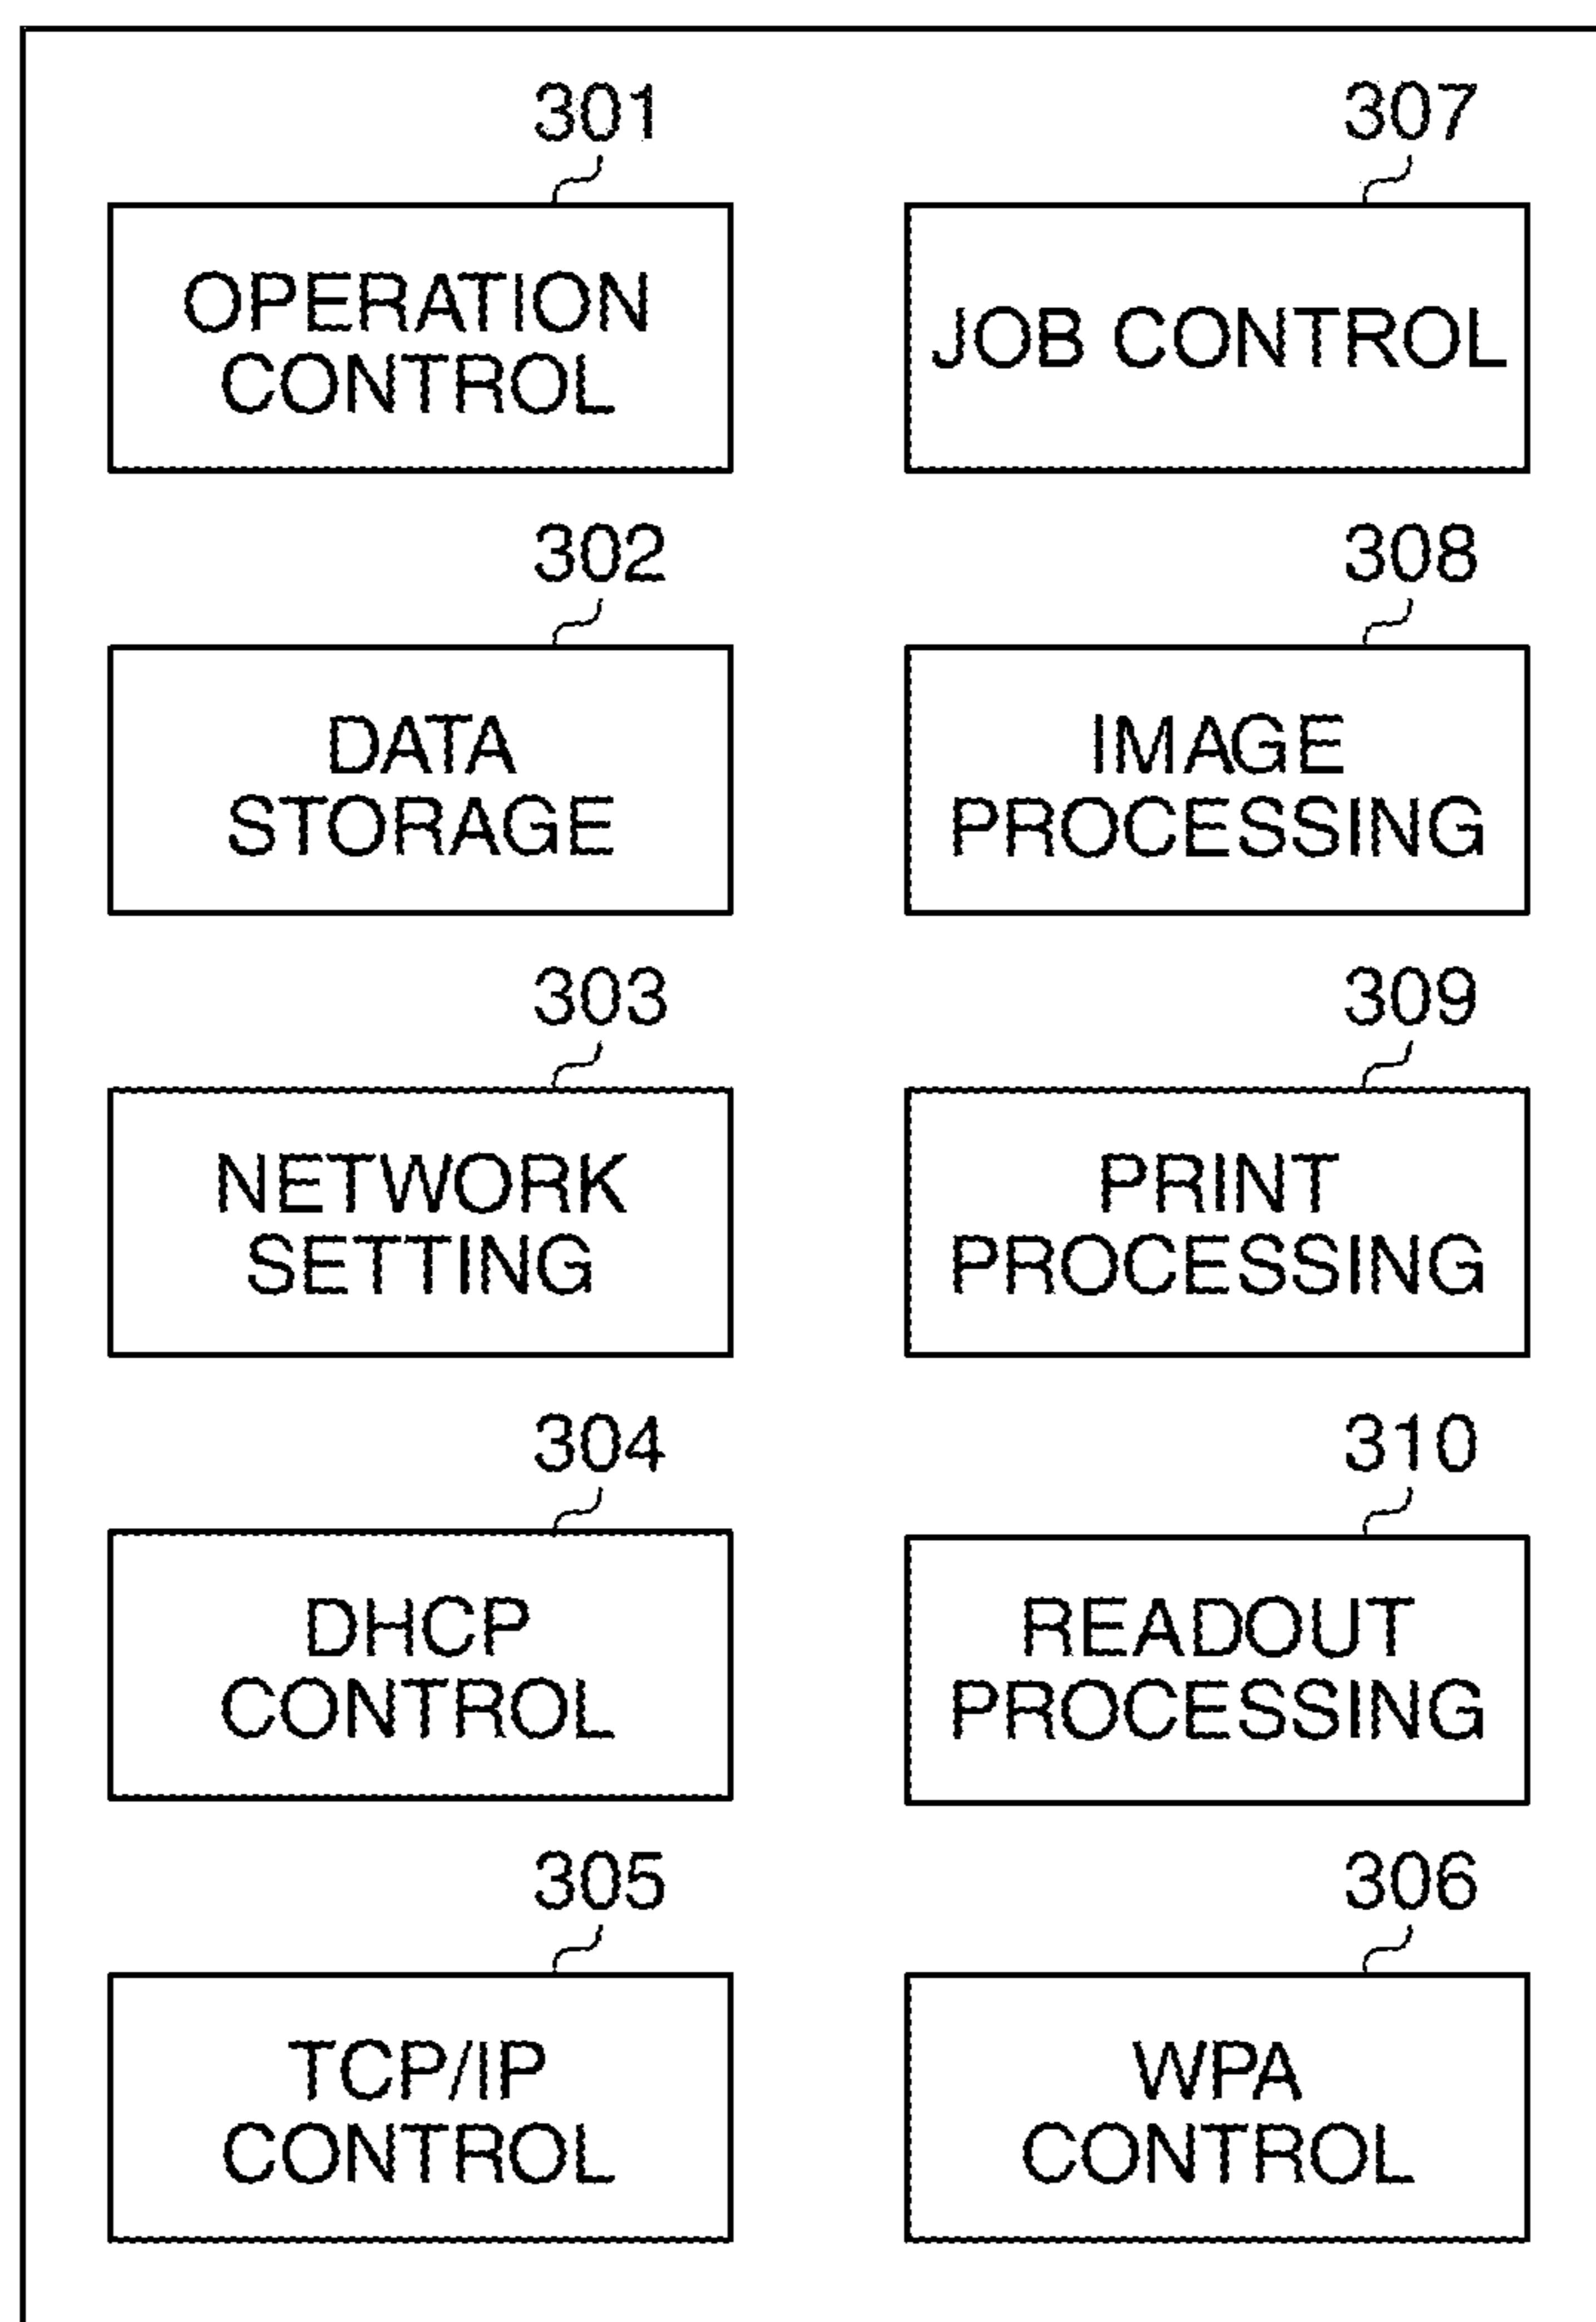 301
OPERATION
CONTROL
307
JOB CONTROL
302
DATA
STORAGE
308
IMAGE
PROCESSING
303
NETWORK
SETTING
309
PRINT
PROCESSING
304
DHCP
CONTROL
310
READOUT
PROCESSING
305
TCP/IP
CONTROL
306
WPA
CONTROL